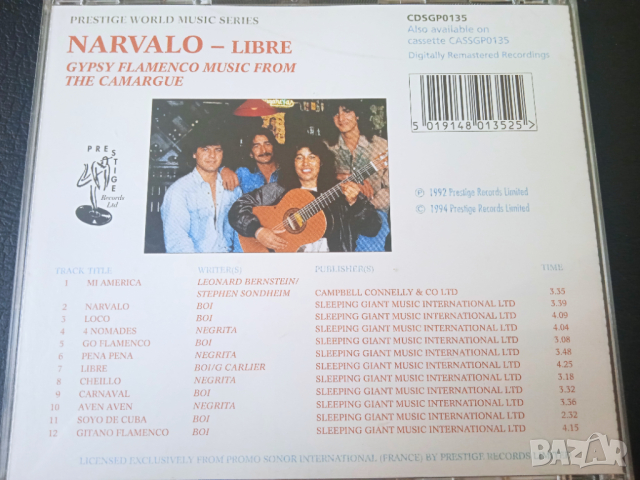 PRESTIGE WORLD MUSIC SERIES
NARVALO – LIBRE
GYPSY FLAMENCO MUSIC FROM
THE CAMARGUE
CDSGP0135
Also available on
cassette CASSGP0135
Digitally Remastered Recordings
5 019148 013525 >
PRESTIGE
Records
Ltd
℗ 1992 Prestige Records Limited
© 1994 Prestige Records Limited
TRACK TITLE WRITER(S) PUBLISHER(S) TIME
1 MI AMERICA LEONARD BERNSTEIN/
STEPHEN SONDHEIM CAMPBELL CONNELLY & CO LTD 3.35
2 NARVALO BOI SLEEPING GIANT MUSIC INTERNATIONAL LTD 3.39
3 LOCO BOI SLEEPING GIANT MUSIC INTERNATIONAL LTD 4.09
4 4 NOMADES NEGRITA SLEEPING GIANT MUSIC INTERNATIONAL LTD 4.04
5 GO FLAMENCO BOI SLEEPING GIANT MUSIC INTERNATIONAL LTD 3.08
6 PENA PENA NEGRITA SLEEPING GIANT MUSIC INTERNATIONAL LTD 3.48
7 LIBRE BOI/G CARLIER SLEEPING GIANT MUSIC INTERNATIONAL LTD 4.25
8 CHEILLO NEGRITA SLEEPING GIANT MUSIC INTERNATIONAL LTD 3.18
9 CARNAVAL BOI SLEEPING GIANT MUSIC INTERNATIONAL LTD 3.32
10 AVEN AVEN NEGRITA SLEEPING GIANT MUSIC INTERNATIONAL LTD 3.36
11 SOYO DE CUBA BOI SLEEPING GIANT MUSIC INTERNATIONAL LTD 2.32
12 GITANO FLAMENCO BOI SLEEPING GIANT MUSIC INTERNATIONAL LTD 4.15
LICENSED EXCLUSIVELY FROM PROMO SONOR INTERNATIONAL (FRANCE) BY PRESTIGE RECORDS
BAZAR